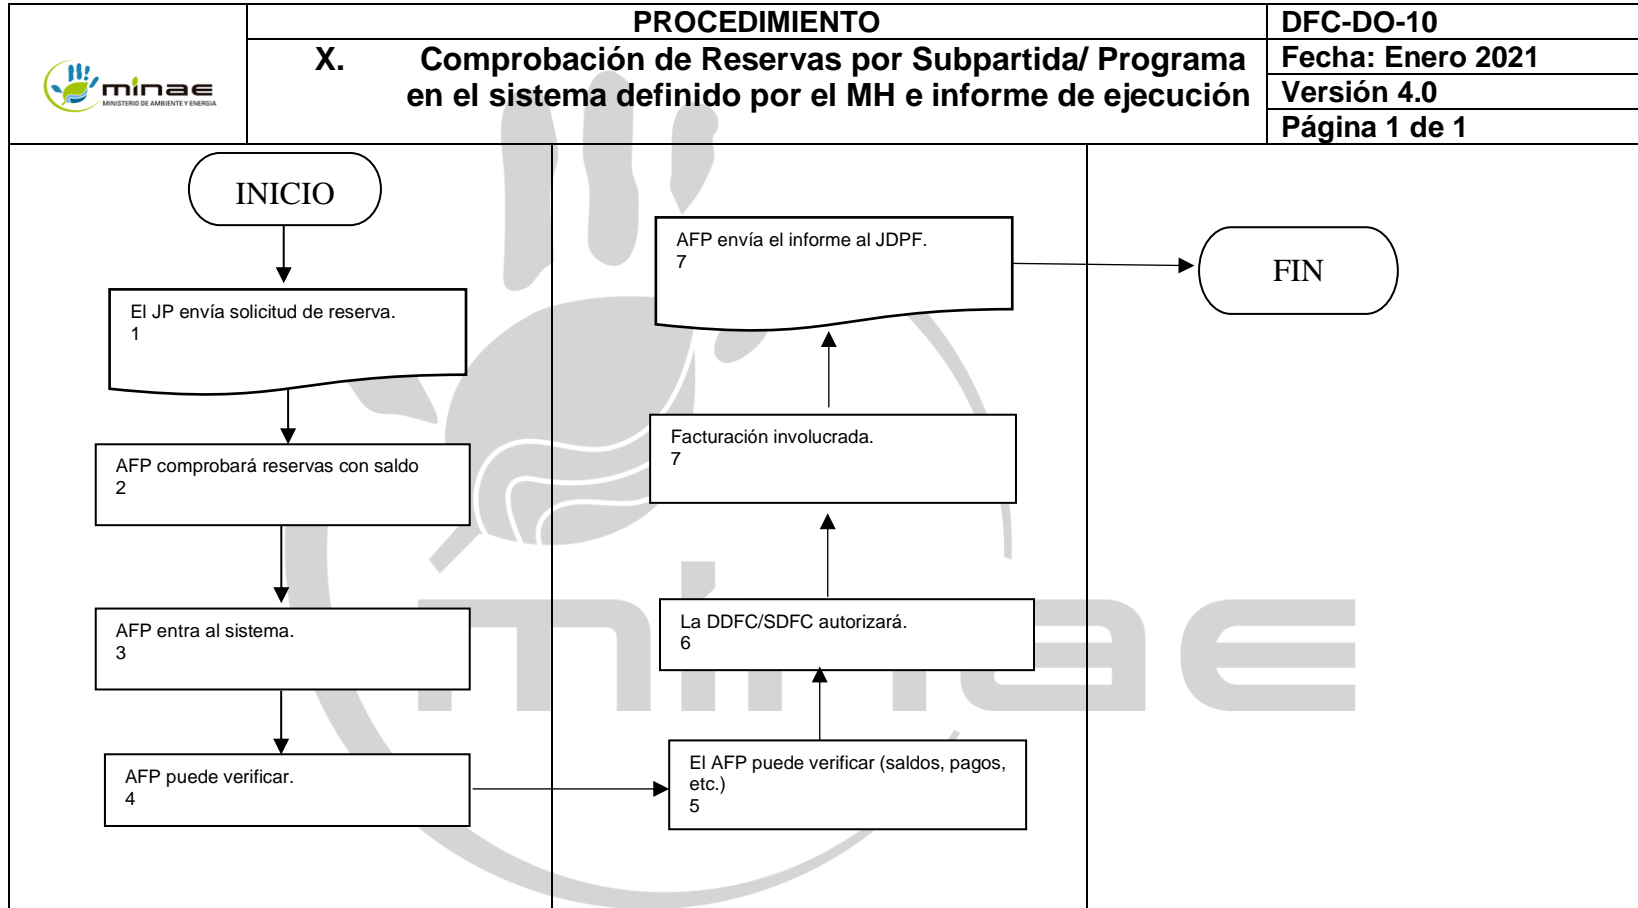 minae
MINISTERIO DE AMBIENTE Y ENERGIA
PROCEDIMIENTO
X. Comprobación de Reservas por Subpartida/ Programa
en el sistema definido por el MH e informe de ejecución
DFC-DO-10
Fecha: Enero 2021
Versión 4.0
Página 1 de 1
INICIO
El JP envía solicitud de reserva.
1
AFP comprobará reservas con saldo
2
AFP entra al sistema.
3
AFP puede verificar.
4
El AFP puede verificar (saldos, pagos,
etc.)
5
La DDFC/SDFC autorizará.
6
Facturación involucrada.
7
AFP envía el informe al JDPF.
7
FIN
minae